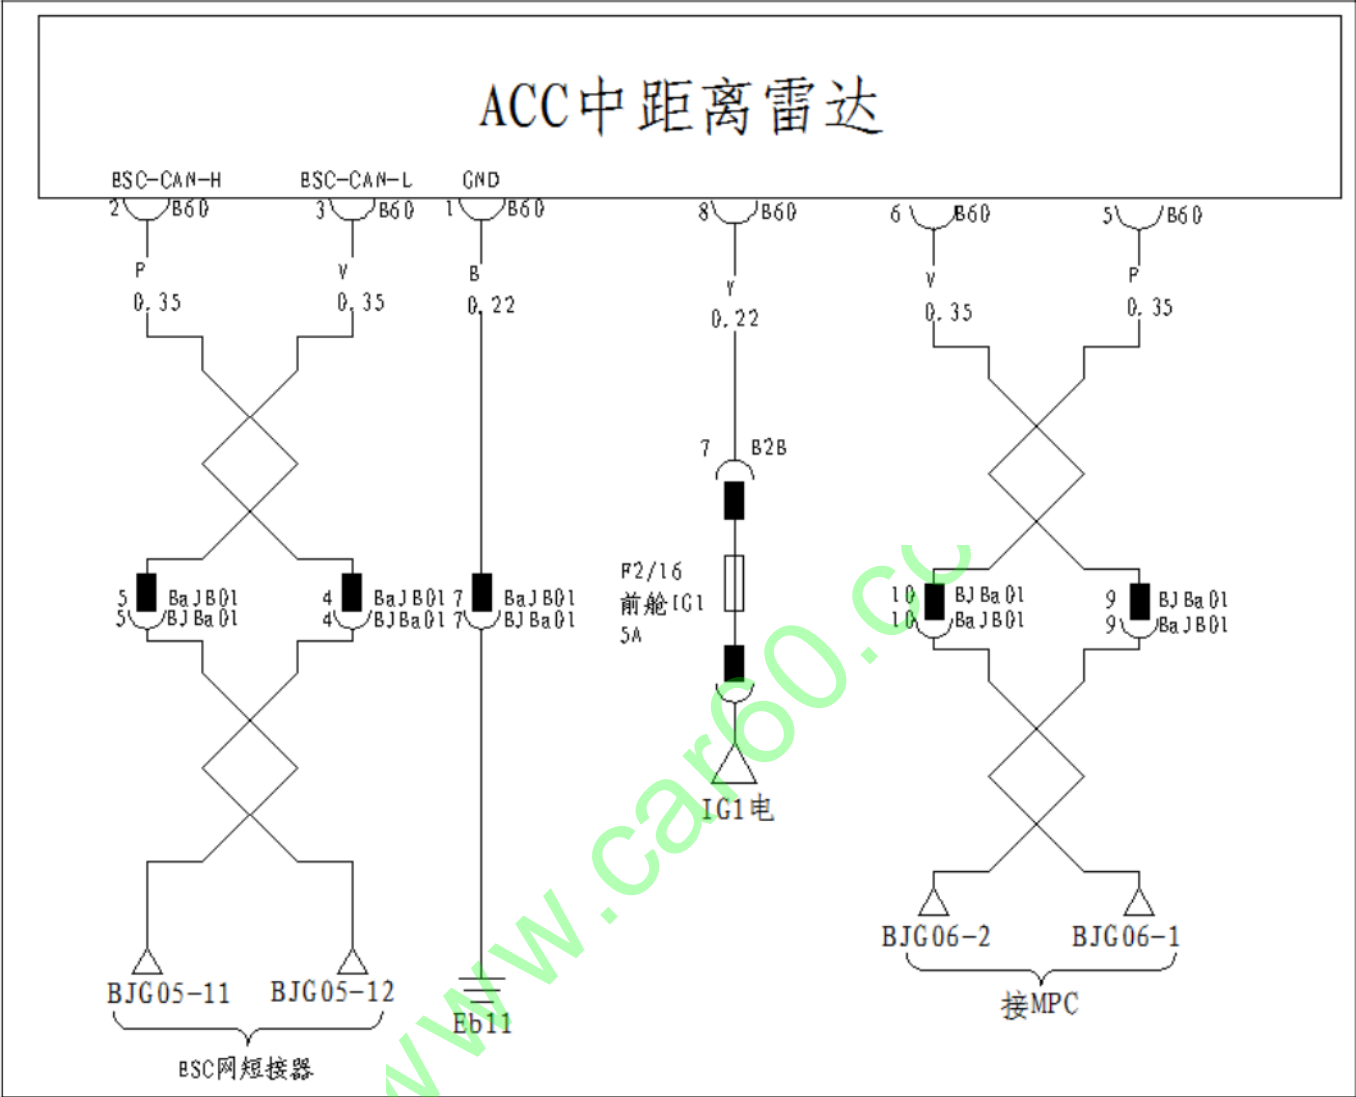 ACC中距离雷达
BSC-CAN-H BSC-CAN-L GND
2 B60 3 B60 1 B60 8 B60 6 B60 5 B60
P V B Y V P
0.35 0.35 0.22 0.22 0.35 0.35
7 B2B
F2/16
前舱IG1
5A
5 BaJB01 4 BaJB01 7 BaJB01 10 BJBa01 9 BJBa01
5 BJBa01 4 BJBa01 7 BJBa01 10 BaJB01 9 BaJB01
IG1电
BJG06-2 BJG06-1
接MPC
BJG05-11 BJG05-12
Eb11
BSC网短接器
www.car60.co